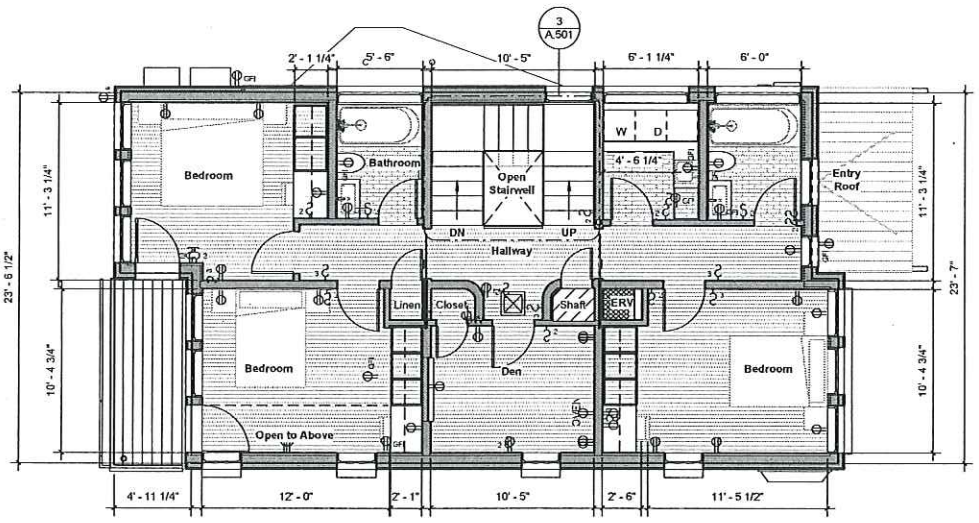 3
A.501
2' - 1 1/4"
5' - 6"
10' - 5"
6' - 1 1/4"
6' - 0"
GFI
W D
4' - 6 1/4"
GFI
Bedroom
Bathroom
Open
Stairwell
Entry
Roof
11' - 3 1/4"
11' - 3 1/4"
DN
UP
Hallway
GFI
23' - 6 1/2"
23' - 7"
Linen
Closet
Shaft
ERV
10' - 4 3/4"
10' - 4 3/4"
Bedroom
Den
Bedroom
Open to Above
GFI
4' - 11 1/4"
12' - 0"
2' - 1"
10' - 5"
2' - 6"
11' - 5 1/2"